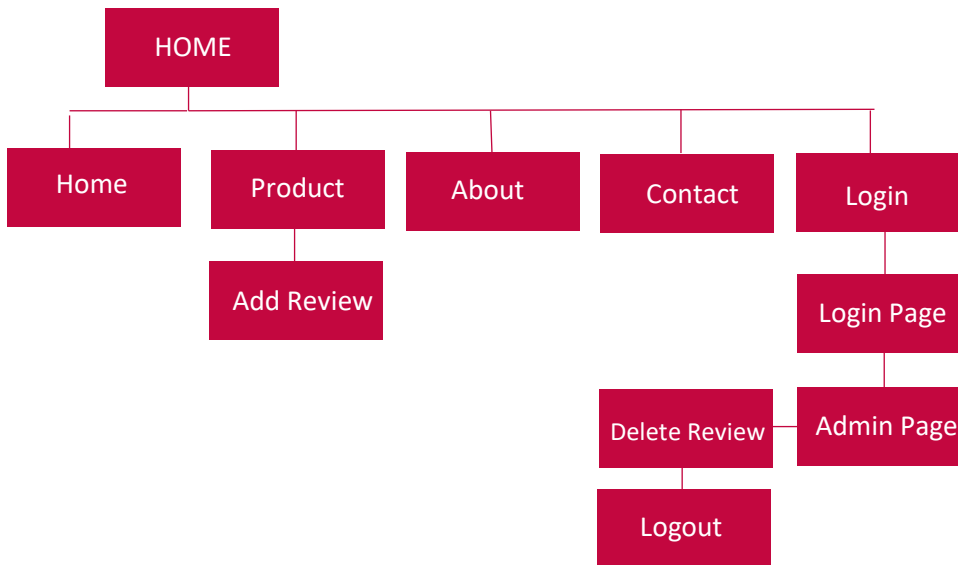 HOME
Home
Product
About
Contact
Login
Add Review
Login Page
Delete Review
Admin Page
Logout